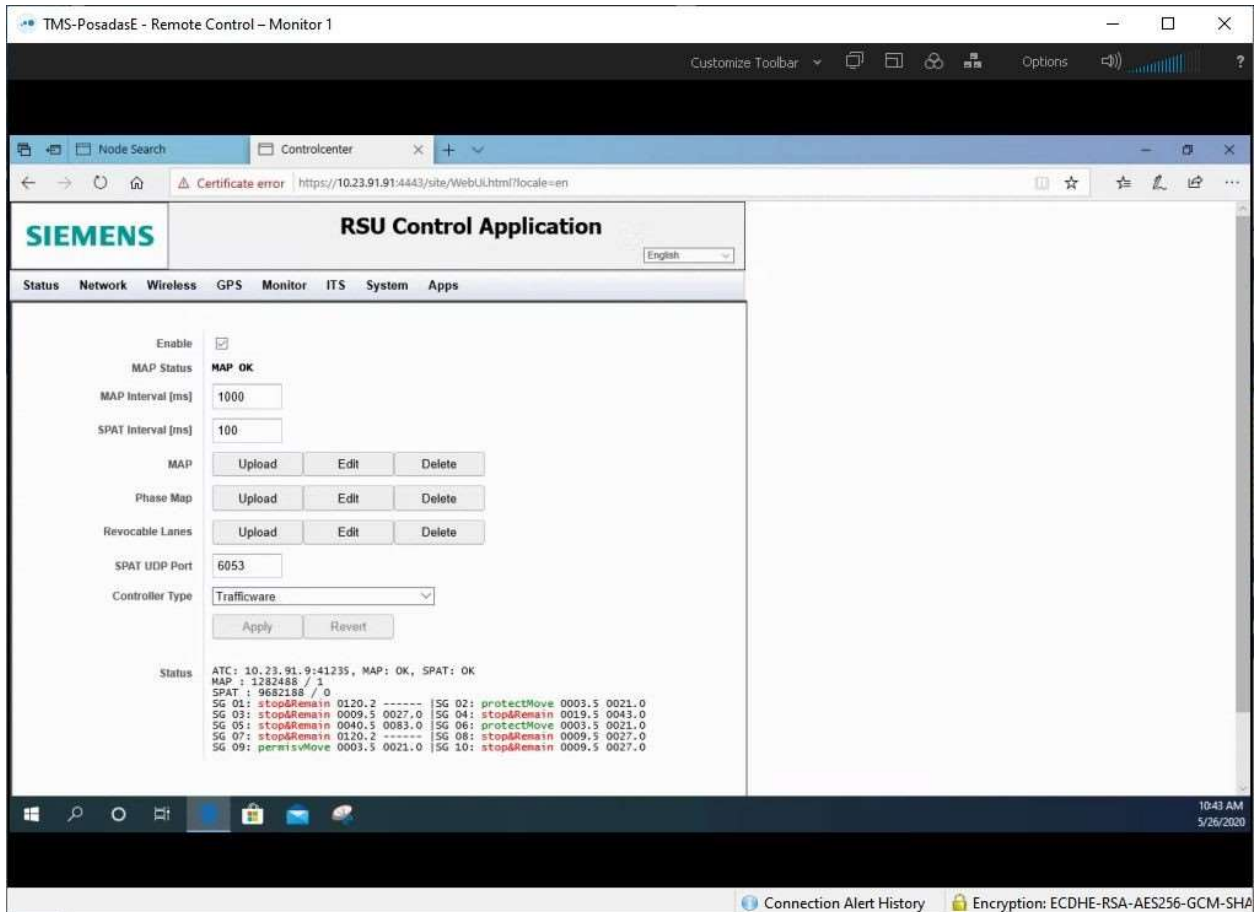 TMS-PosadasE - Remote Control – Monitor 1
Customize Toolbar Options ?
Node Search Controlcenter
Certificate error https://10.23.91.91:4443/site/WebUi.html?locale=en
SIEMENS RSU Control Application
English
Status Network Wireless GPS Monitor ITS System Apps
Enable
MAP Status MAP OK
MAP Interval [ms] 1000
SPAT Interval [ms] 100
MAP Upload Edit Delete
Phase Map Upload Edit Delete
Revocable Lanes Upload Edit Delete
SPAT UDP Port 6053
Controller Type Trafficware
Apply Revert
Status ATC: 10.23.91.9:41235, MAP: OK, SPAT: OK
MAP : 1282488 / 1
SPAT : 9682188 / 0
SG 01: stop&Remain 0120.2 ------ |SG 02: protectMove 0003.5 0021.0
SG 03: stop&Remain 0009.5 0027.0 |SG 04: stop&Remain 0019.5 0043.0
SG 05: stop&Remain 0040.5 0083.0 |SG 06: protectMove 0003.5 0021.0
SG 07: stop&Remain 0120.2 ------ |SG 08: stop&Remain 0009.5 0027.0
SG 09: permisvMove 0003.5 0021.0 |SG 10: stop&Remain 0009.5 0027.0
10:43 AM
5/26/2020
Connection Alert History Encryption: ECDHE-RSA-AES256-GCM-SHA